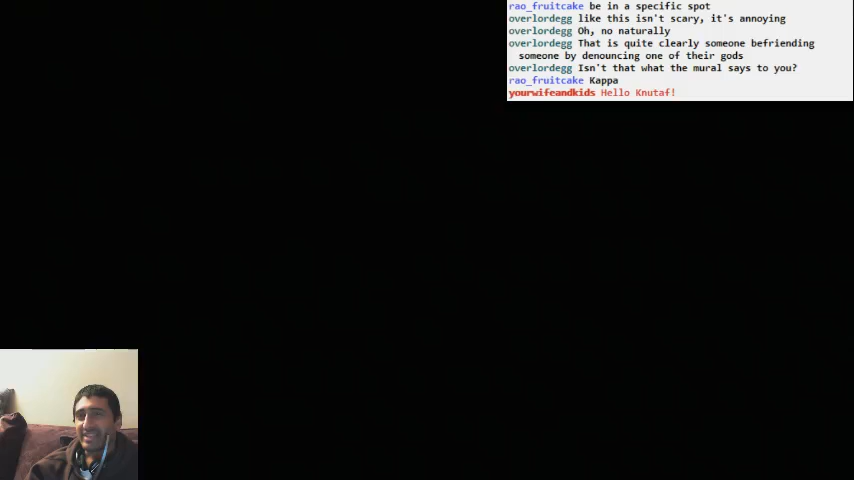 rao_fruitcake be in a specific spot
overlordegg like this isn't scary, it's annoying
overlordegg Oh, no naturally
overlordegg That is quite clearly someone befriending
someone by denouncing one of their gods
overlordegg Isn't that what the mural says to you?
rao_fruitcake Kappa
yourwifeandkids Hello Knutaf!